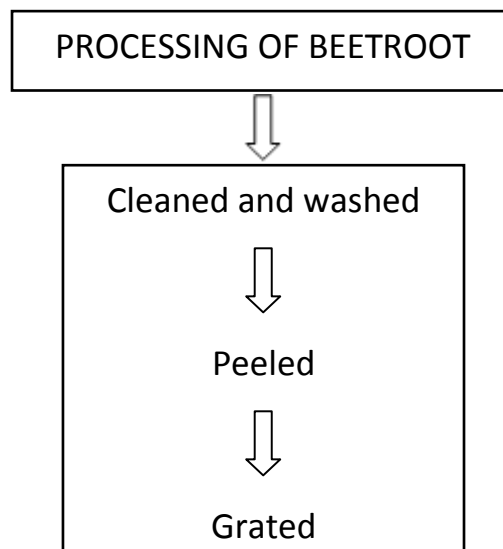 PROCESSING OF BEETROOT
Cleaned and washed
Peeled
Grated